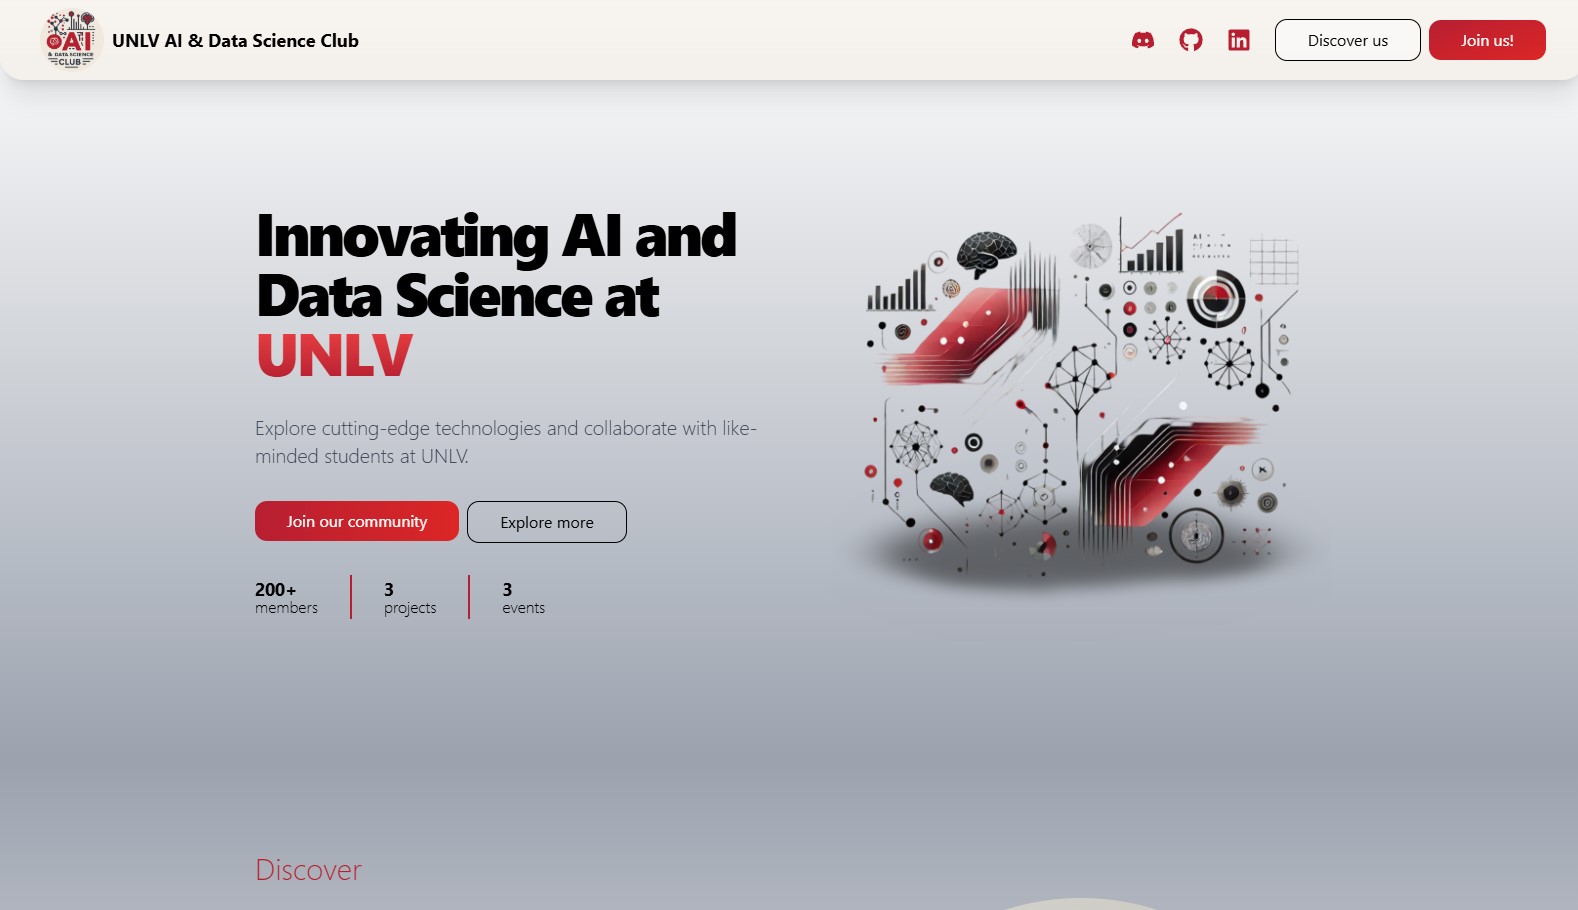 AI
& DATA SCIENCE
CLUB
UNLV AI & Data Science Club
Discover us
Join us!
Innovating AI and
Data Science at
UNLV
Explore cutting-edge technologies and collaborate with like-
minded students at UNLV.
Join our community
Explore more
200+
members
3
projects
3
events
Discover